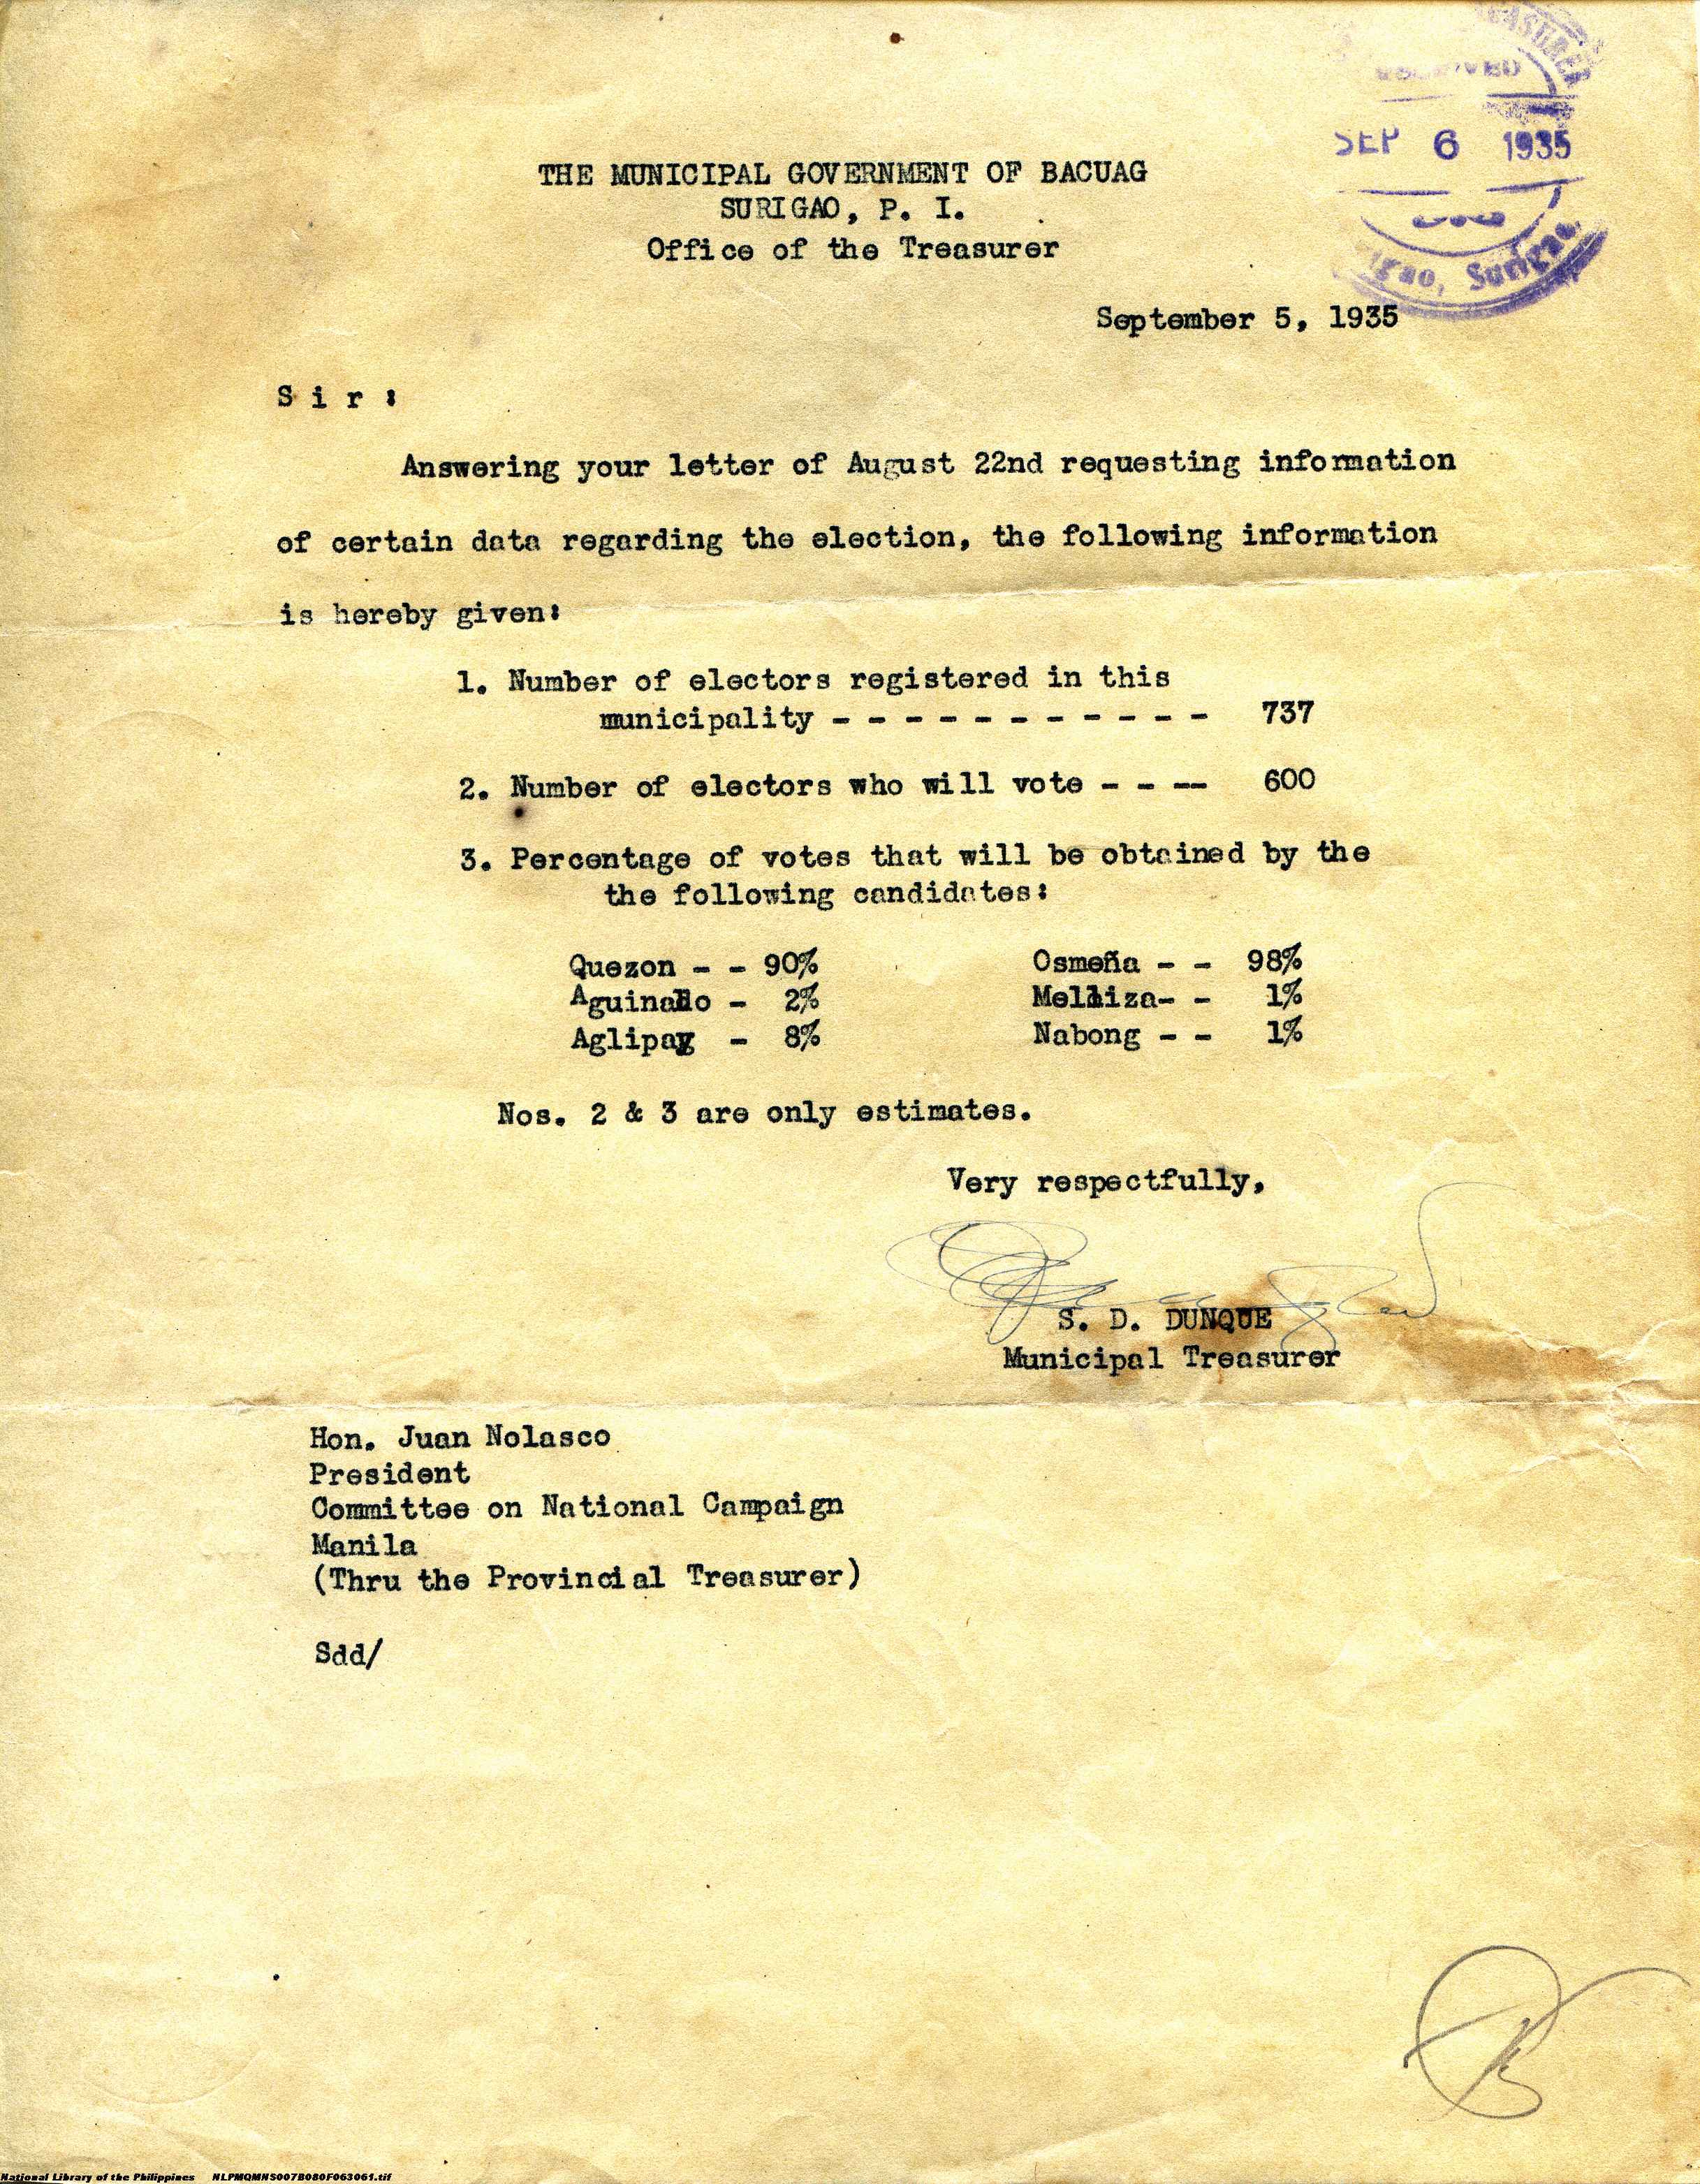 SEP 6 1935
Surigao
THE MUNICIPAL GOVERNMENT OF BACUAG
SURIGAO, P. I.
Office of the Treasurer
September 5, 1935
S i r :
Answering your letter of August 22nd requesting information
of certain data regarding the election, the following information
is hereby given:
1. Number of electors registered in this
municipality - - - - - - - - - - - 737
2. Number of electors who will vote - - -- 600
3. Percentage of votes that will be obtained by the
the following candidates:
Quezon - - 90% Osmeña - - 98%
Aguinaldo - 2% Melliza- - 1%
Aglipay - 8% Nabong - - 1%
Nos. 2 & 3 are only estimates.
Very respectfully,
S. D. DUNQUE
Municipal Treasurer
Hon. Juan Nolasco
President
Committee on National Campaign
Manila
(Thru the Provincial Treasurer)
Sdd/
National Library of the Philippines NLPMQMNS007B080F063061.tif